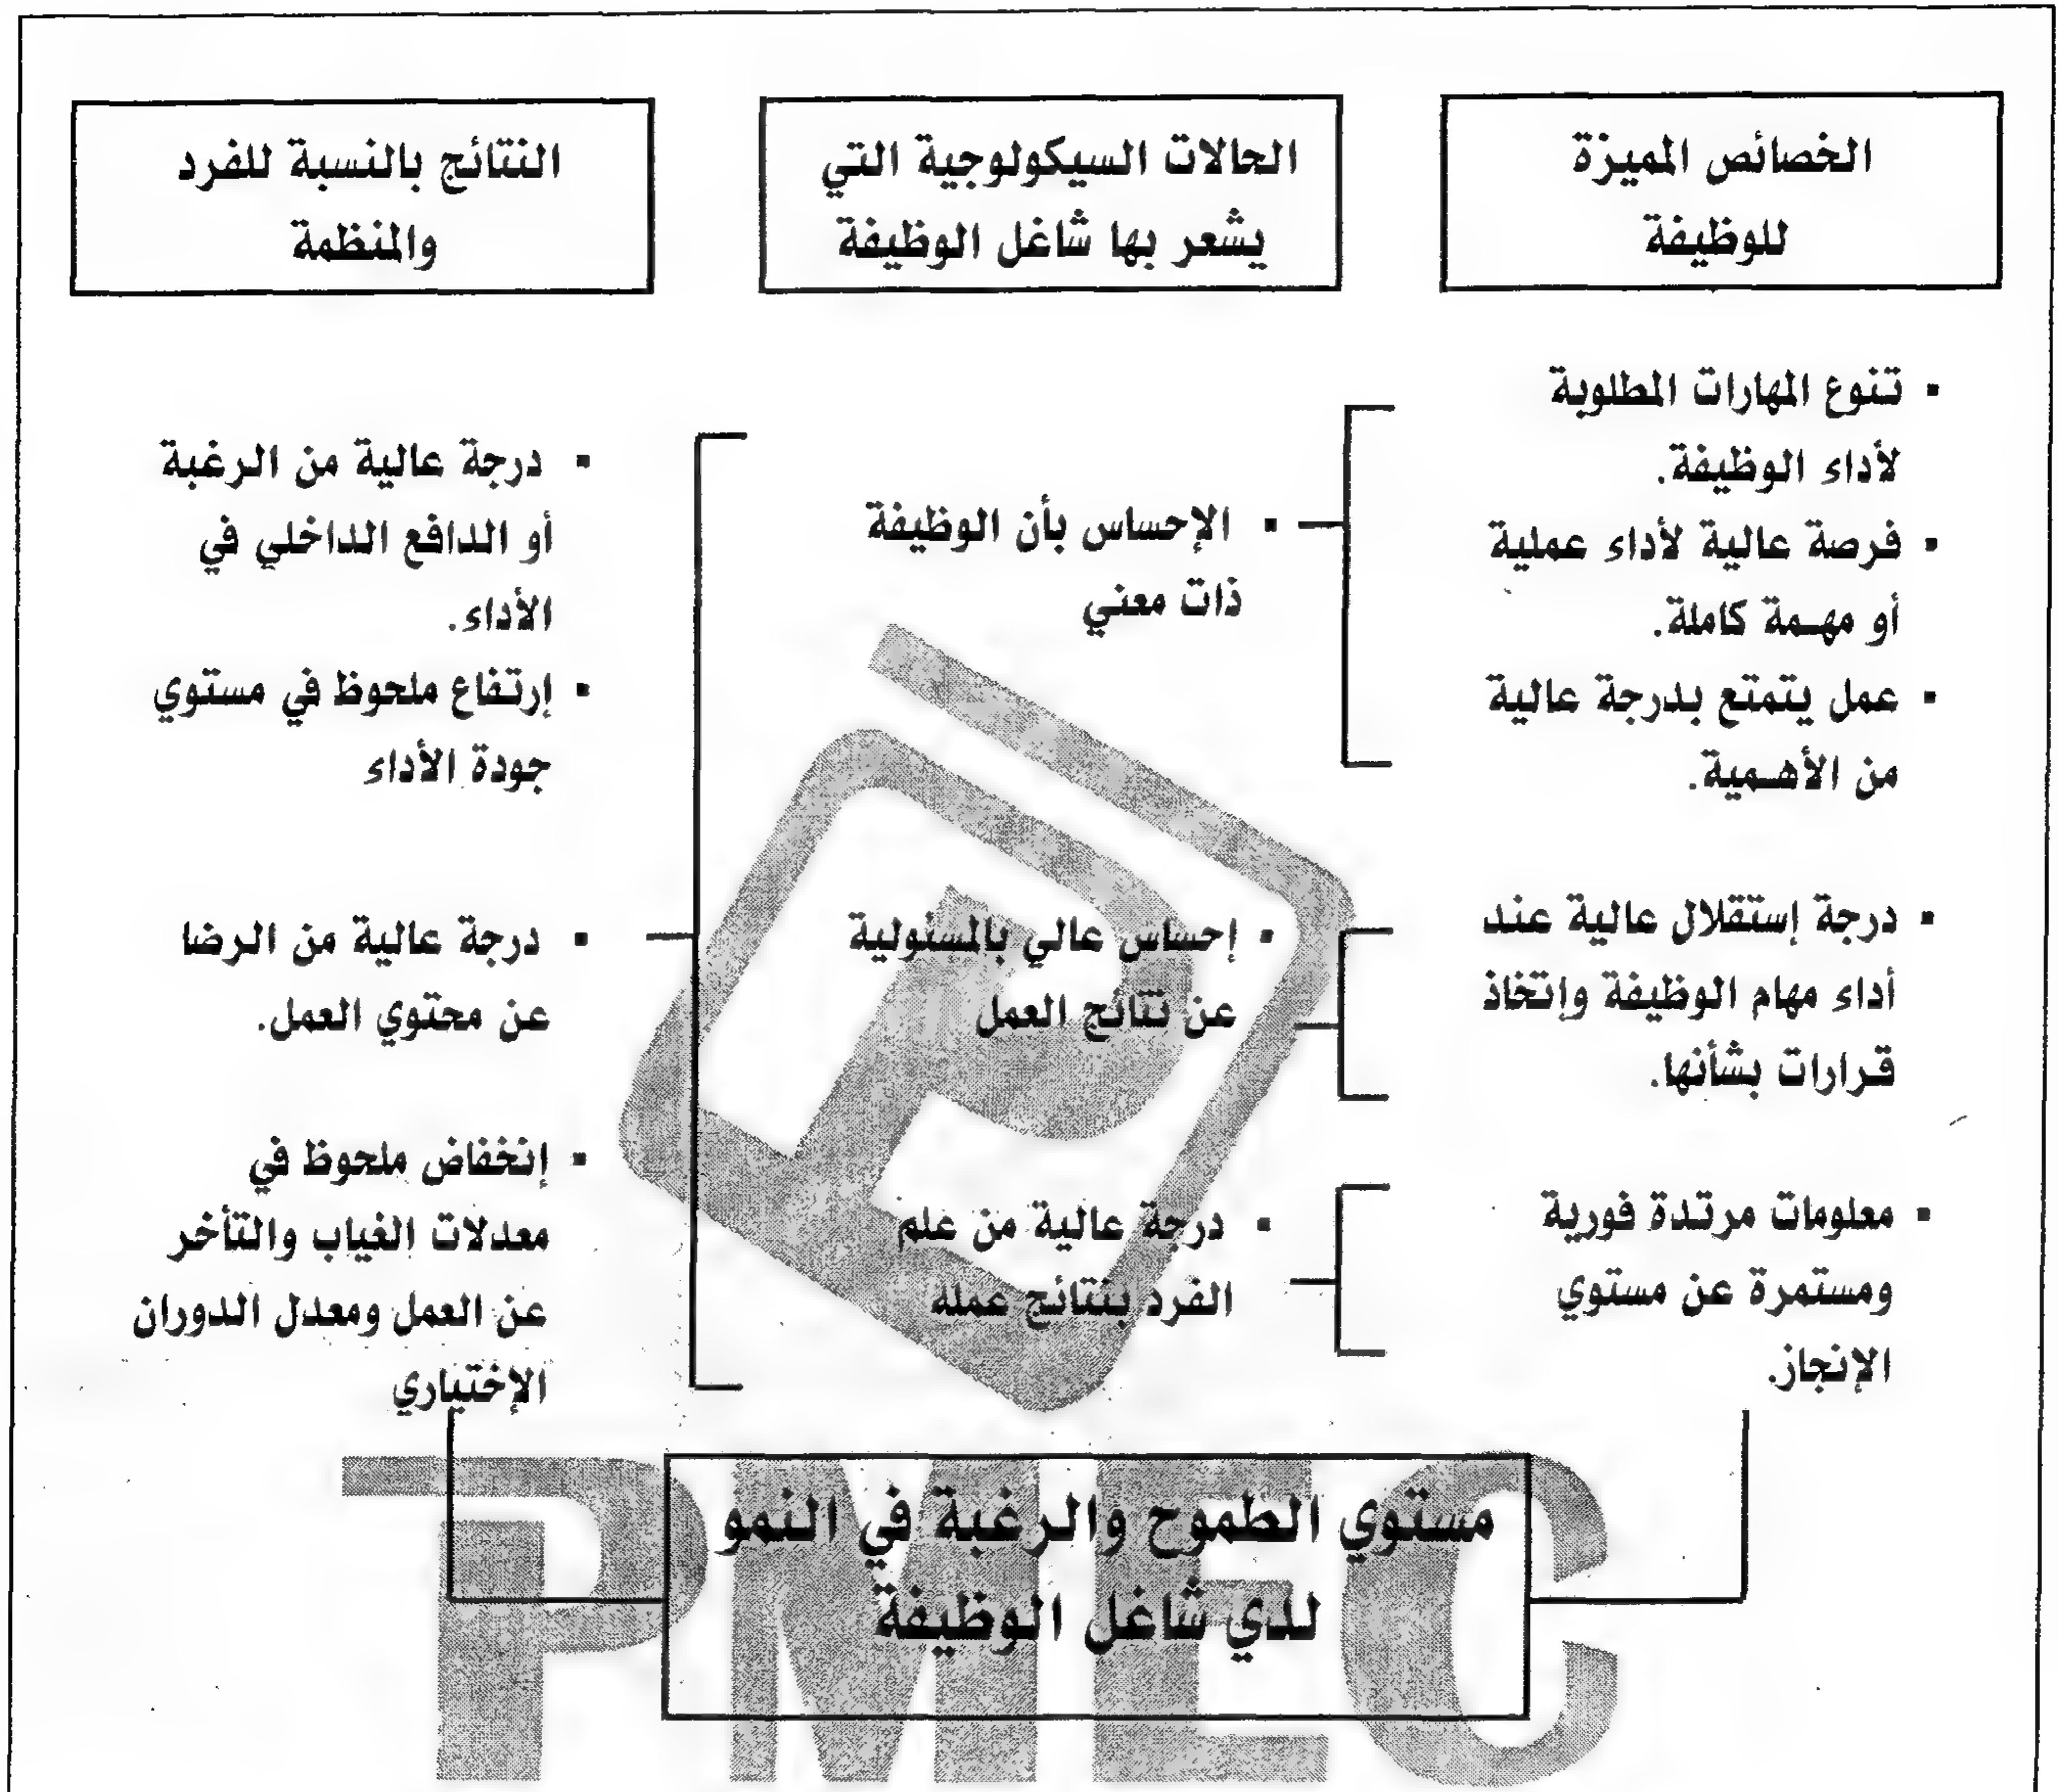 الخصائص المميزة
للوظيفة
الحالات السيكولوجية التي
يشعر بها شاغل الوظيفة
النتائج بالنسبة للفرد
والمنظمة
▪ تنوع المهارات المطلوبة
لأداء الوظيفة.
▪ فرصة عالية لأداء عملية
أو مهمة كاملة.
▪ عمل يتمتع بدرجة عالية
من الأهمية.
▪ درجة إستقلال عالية عند
أداء مهام الوظيفة وإتخاذ
قرارات بشأنها.
▪ معلومات مرتدة فورية
ومستمرة عن مستوي
الإنجاز.
▪ الإحساس بأن الوظيفة
ذات معني
▪ إحساس عالي بالمسئولية
عن نتائج العمل
▪ درجة عالية من علم
الفرد بنتائج عمله
▪ درجة عالية من الرغبة
أو الدافع الداخلي في
الأداء.
▪ إرتفاع ملحوظ في مستوي
جودة الأداء
▪ درجة عالية من الرضا
عن محتوي العمل.
▪ إنخفاض ملحوظ في
معدلات الغياب والتأخر
عن العمل ومعدل الدوران
الإختياري
مستوي الطموح والرغبة في النمو
لدي شاغل الوظيفة
PMEC